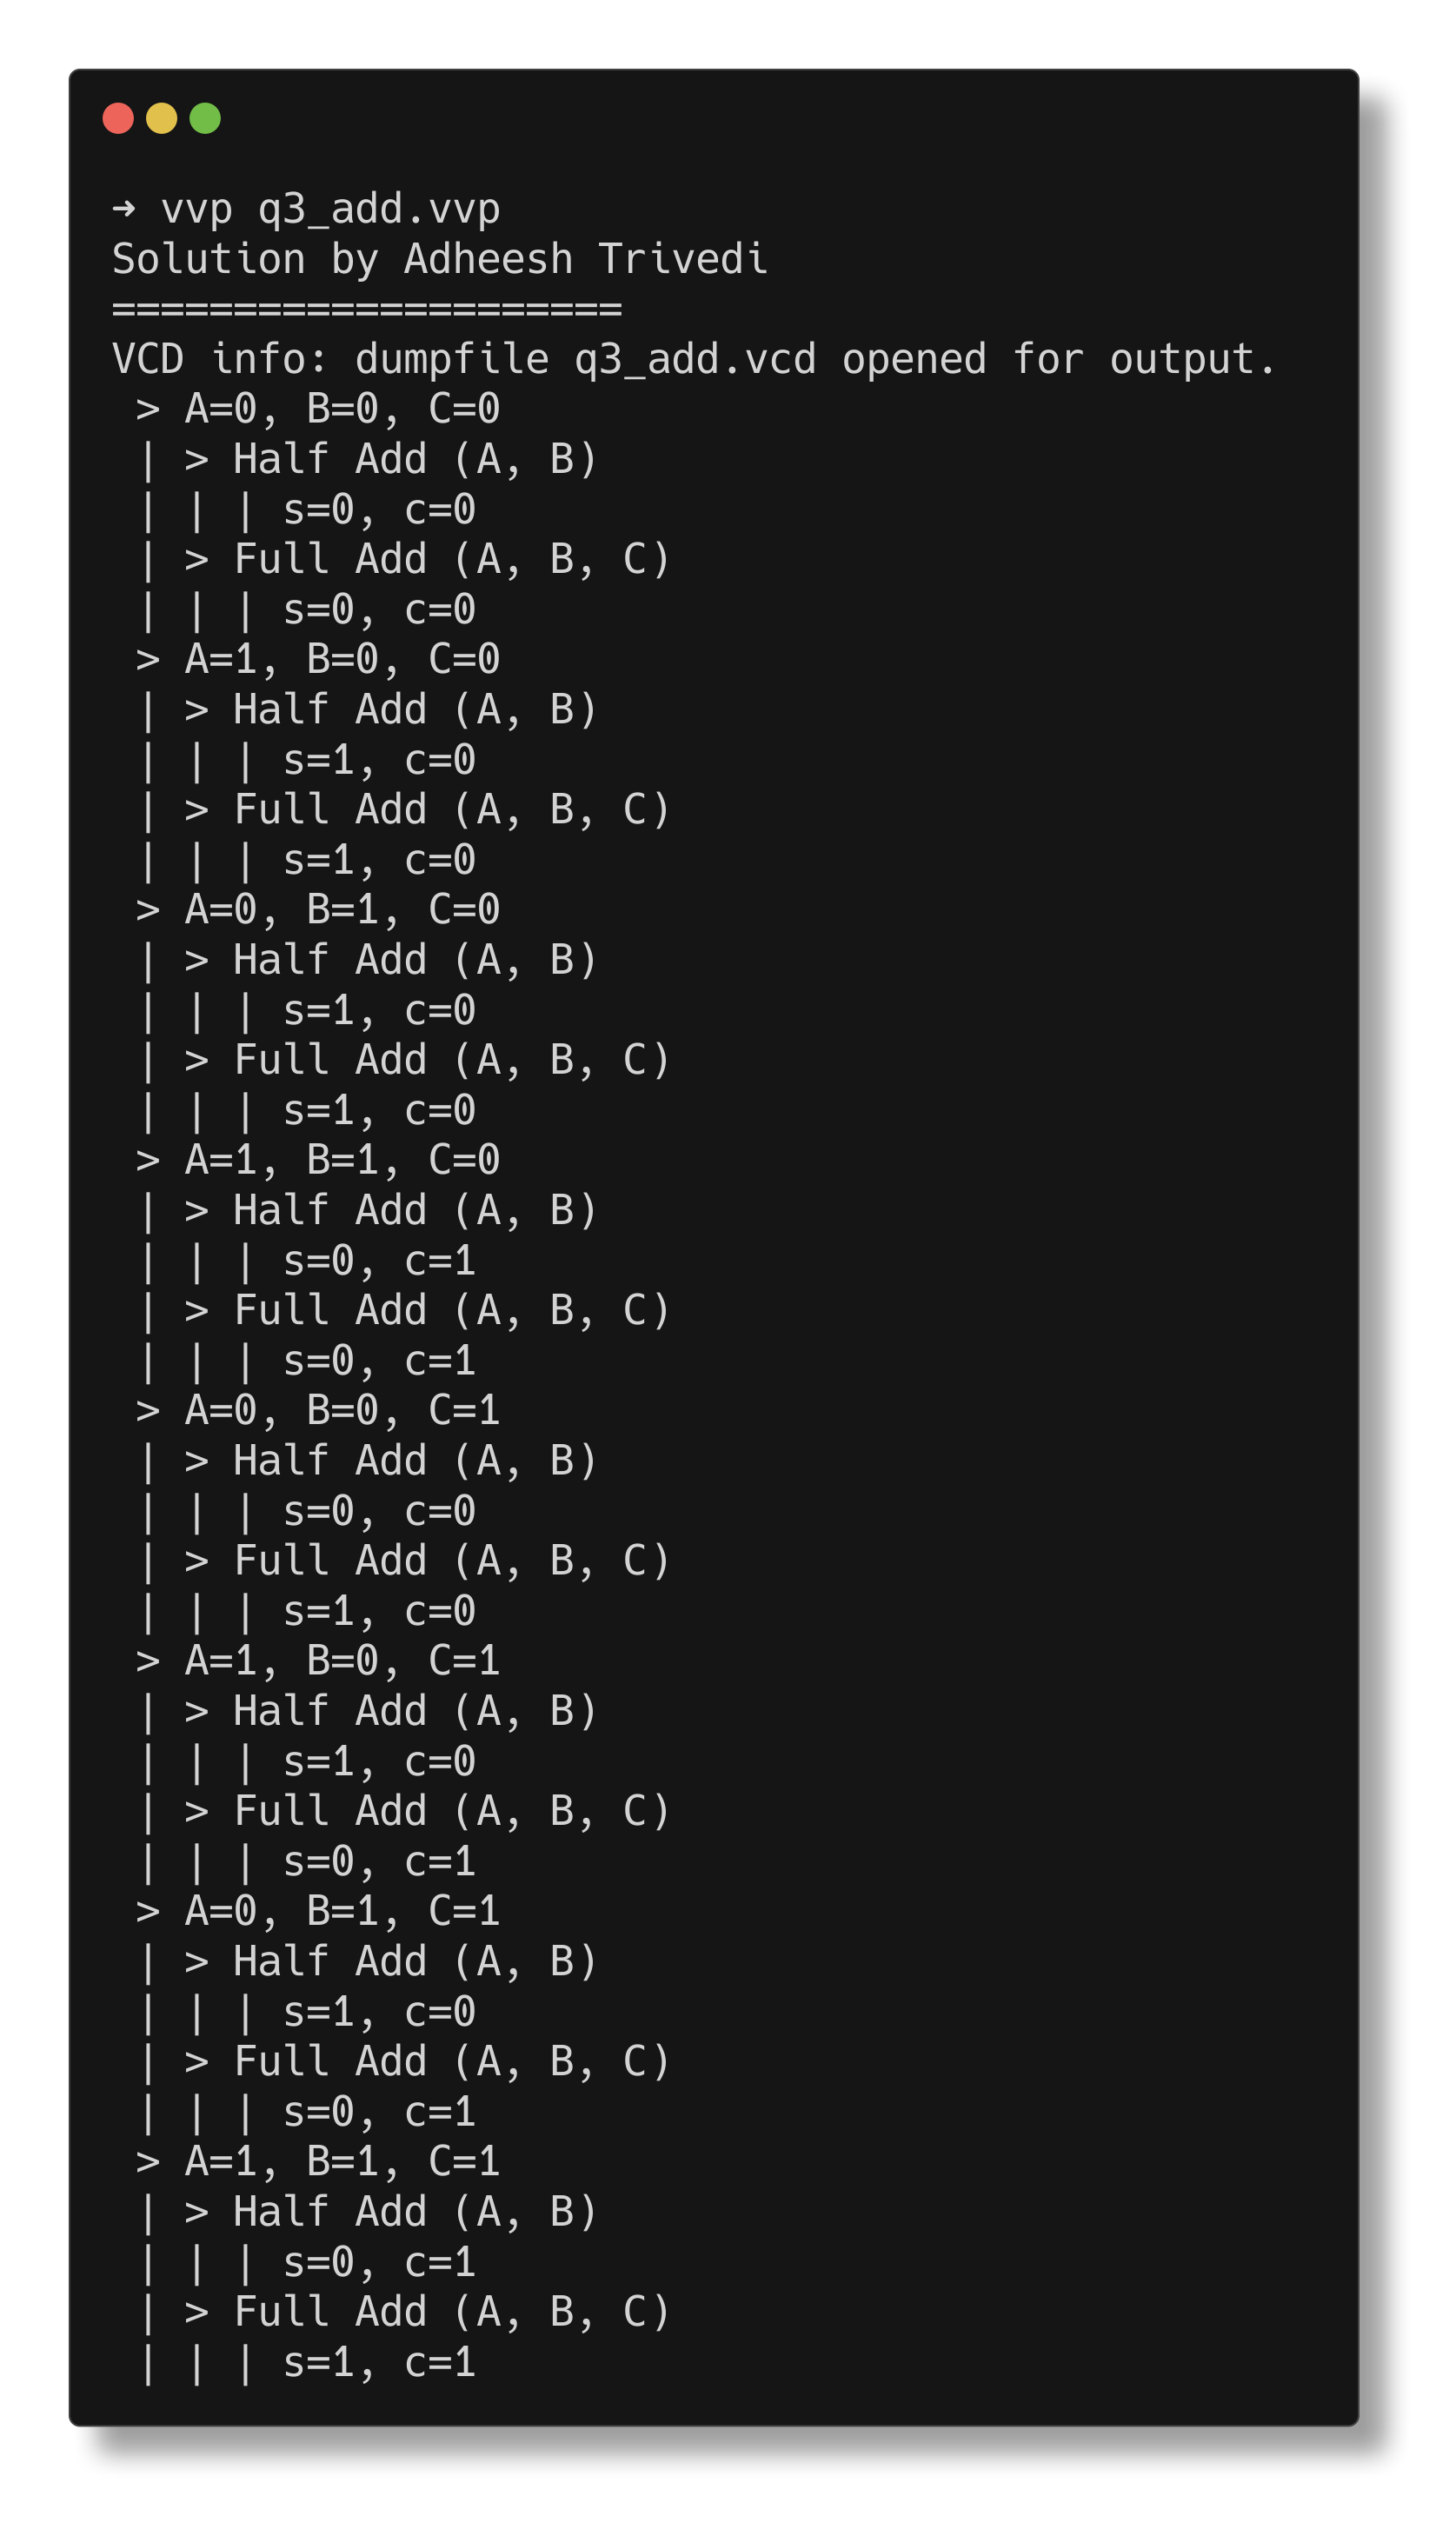 ➜ vvp q3_add.vvp
Solution by Adheesh Trivedi
=====================
VCD info: dumpfile q3_add.vcd opened for output.
 > A=0, B=0, C=0
 | > Half Add (A, B)
 | | | s=0, c=0
 | > Full Add (A, B, C)
 | | | s=0, c=0
 > A=1, B=0, C=0
 | > Half Add (A, B)
 | | | s=1, c=0
 | > Full Add (A, B, C)
 | | | s=1, c=0
 > A=0, B=1, C=0
 | > Half Add (A, B)
 | | | s=1, c=0
 | > Full Add (A, B, C)
 | | | s=1, c=0
 > A=1, B=1, C=0
 | > Half Add (A, B)
 | | | s=0, c=1
 | > Full Add (A, B, C)
 | | | s=0, c=1
 > A=0, B=0, C=1
 | > Half Add (A, B)
 | | | s=0, c=0
 | > Full Add (A, B, C)
 | | | s=1, c=0
 > A=1, B=0, C=1
 | > Half Add (A, B)
 | | | s=1, c=0
 | > Full Add (A, B, C)
 | | | s=0, c=1
 > A=0, B=1, C=1
 | > Half Add (A, B)
 | | | s=1, c=0
 | > Full Add (A, B, C)
 | | | s=0, c=1
 > A=1, B=1, C=1
 | > Half Add (A, B)
 | | | s=0, c=1
 | > Full Add (A, B, C)
 | | | s=1, c=1